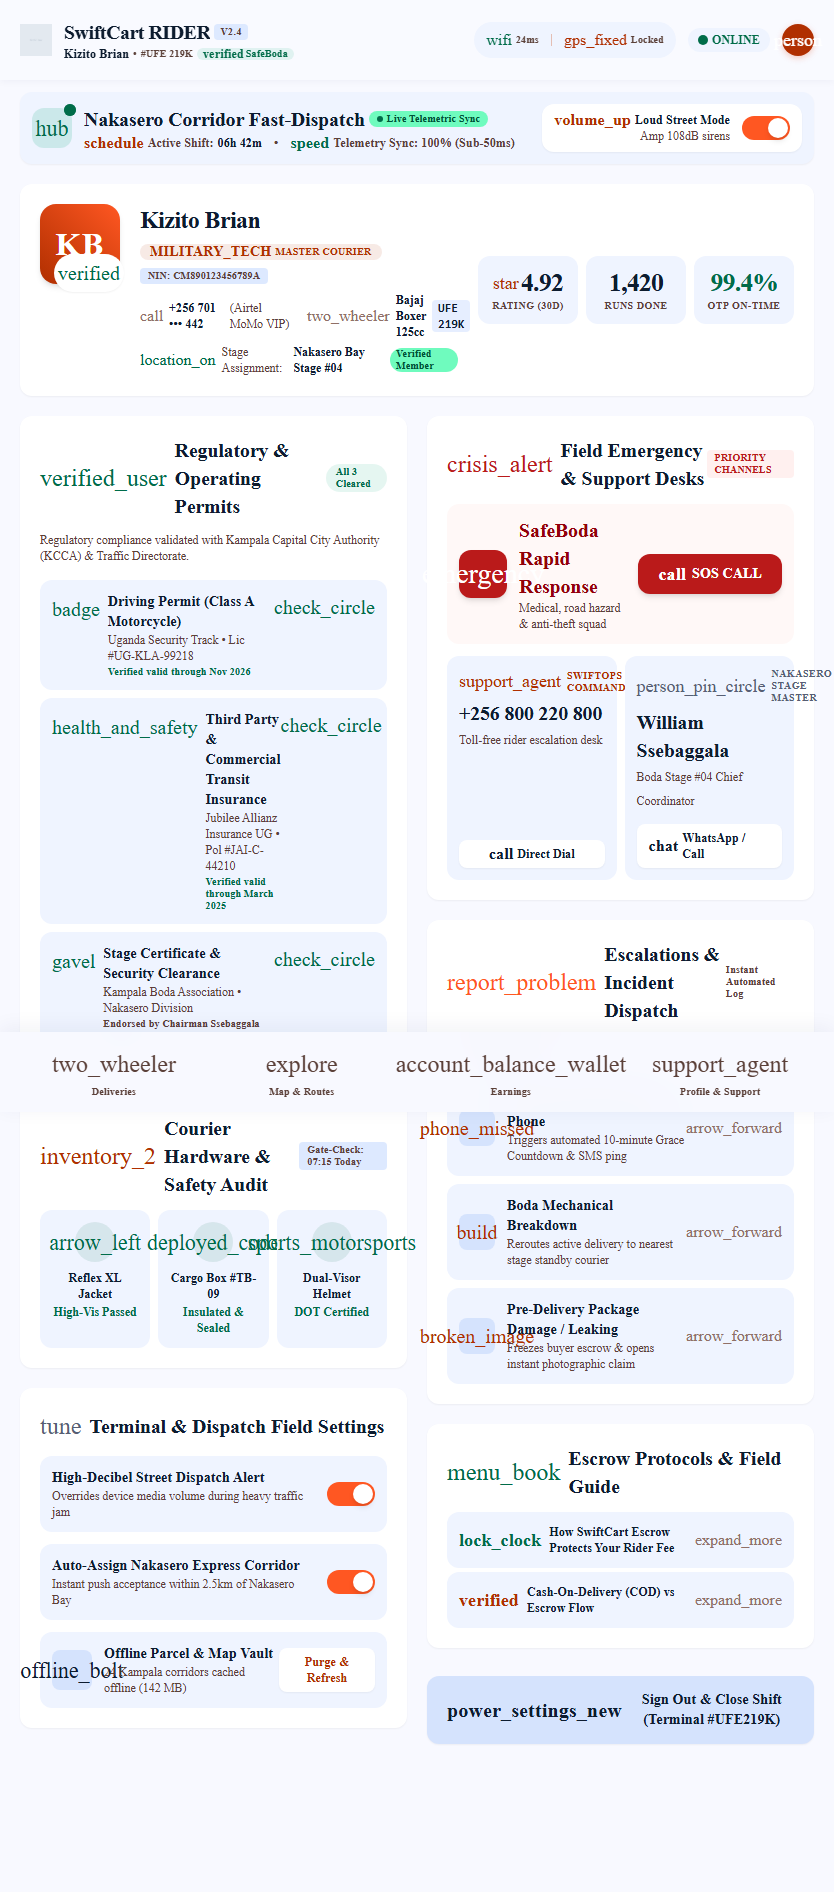 SwiftCart RIDER V2.4
Kizito Brian • #UFE 219K verified SafeBoda
wifi 24ms gps_fixed Locked
ONLINE
hub
Nakasero Corridor Fast-Dispatch • Live Telemetric Sync
schedule Active Shift: 06h 42m • speed Telemetry Sync: 100% (Sub-50ms)
volume_up Loud Street Mode
Amp 108dB sirens
KB
verified
Kizito Brian
MILITARY_TECH MASTER COURIER
NIN: CM890123456789A
call +256 701 ••• 442 (Airtel MoMo VIP)
two_wheeler Bajaj Boxer 125cc UFE 219K
location_on Stage Assignment: Nakasero Bay Stage #04 Verified Member
star 4.92
RATING (30D)
1,420
RUNS DONE
99.4%
OTP ON-TIME
verified_user Regulatory & Operating Permits
All 3 Cleared
Regulatory compliance validated with Kampala Capital City Authority
(KCCA) & Traffic Directorate.
badge Driving Permit (Class A
Motorcycle)
check_circle
Uganda Security Track • Lic
#UG-KLA-99218
Verified valid through Nov 2026
health_and_safety Third Party
&
Commercial
Transit
Insurance
check_circle
Jubilee Allianz
Insurance UG •
Pol #JAI-C-
44210
Verified valid
through March
2025
gavel Stage Certificate &
Security Clearance
check_circle
Kampala Boda Association •
Nakasero Division
Endorsed by Chairman Ssebaggala
crisis_alert Field Emergency
& Support Desks
PRIORITY CHANNELS
SafeBoda
Rapid
Response
Medical, road hazard
& anti-theft squad
call SOS CALL
support_agent SWIFTOPS COMMAND
+256 800 220 800
Toll-free rider escalation desk
call Direct Dial
person_pin_circle NAKASERO STAGE MASTER
William
Ssebaggala
Boda Stage #04 Chief
Coordinator
chat WhatsApp / Call
report_problem Escalations &
Incident
Dispatch
Instant Automated Log
two_wheeler
Deliveries
explore
Map & Routes
account_balance_wallet
Earnings
support_agent
Profile & Support
inventory_2 Courier
Hardware &
Safety Audit
Gate-Check: 07:15 Today
arrow_left
Reflex XL
Jacket
High-Vis Passed
Cargo Box #TB-
09
Insulated &
Sealed
sports_motorsports
Dual-Visor
Helmet
DOT Certified
phone_missed Phone
Triggers automated 10-minute Grace
Countdown & SMS ping
arrow_forward
build Boda Mechanical
Breakdown
Reroutes active delivery to nearest
stage standby courier
arrow_forward
broken_image Pre-Delivery Package
Damage / Leaking
Freezes buyer escrow & opens
instant photographic claim
arrow_forward
tune Terminal & Dispatch Field Settings
High-Decibel Street Dispatch Alert
Overrides device media volume during heavy traffic
jam
Auto-Assign Nakasero Express Corridor
Instant push acceptance within 2.5km of Nakasero
Bay
offline_bolt Offline Parcel & Map Vault
Kampala corridors cached
offline (142 MB)
Purge &
Refresh
menu_book Escrow Protocols & Field
Guide
lock_clock How SwiftCart Escrow
Protects Your Rider Fee
expand_more
verified Cash-On-Delivery (COD) vs
Escrow Flow
expand_more
power_settings_new Sign Out & Close Shift
(Terminal #UFE219K)